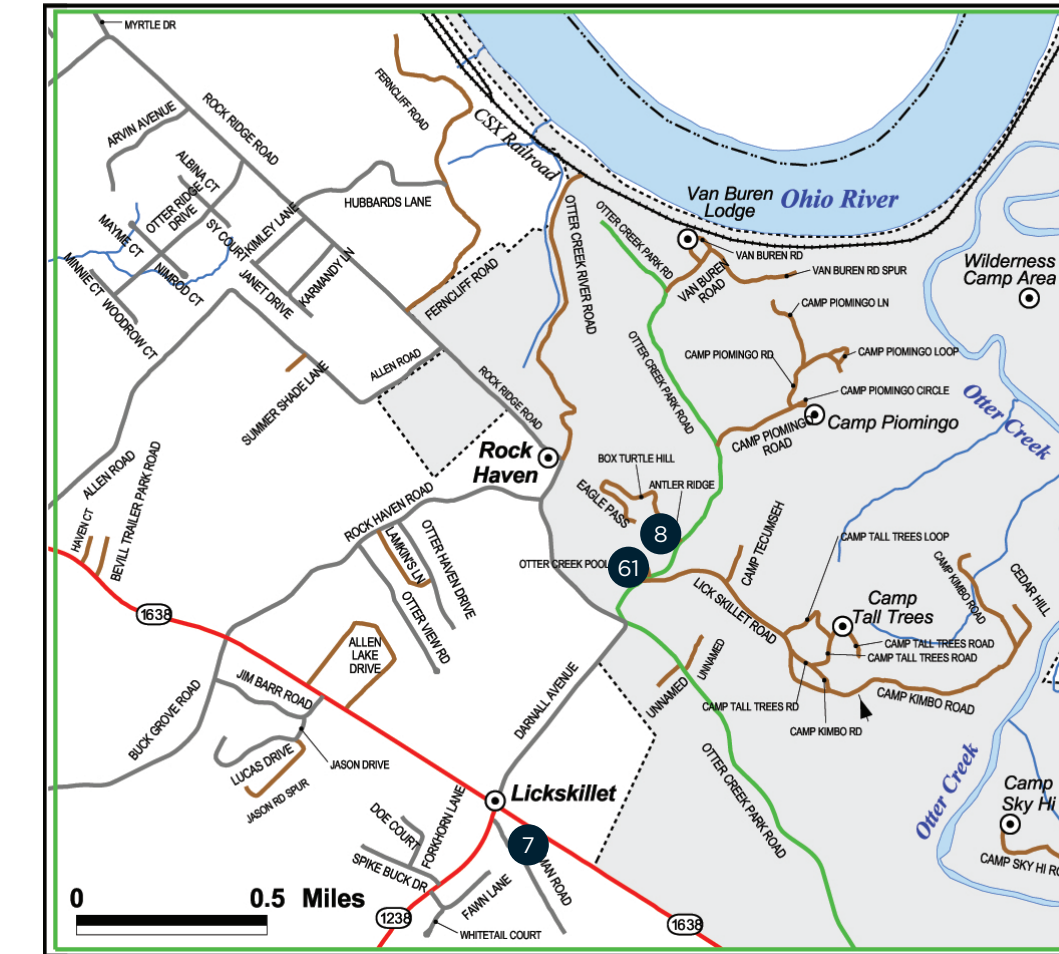 MYRTLE DR
ARVIN AVENUE
ROCK RIDGE ROAD
FERNCLIFF ROAD
CSX Railroad
ALBINA CT
OTTER RIDGE
DRIVE
SY COURT
KIMLEY LANE
HUBBARDS LANE
MAYME CT
MINNIE CT
NIMROD CT
WOODROW CT
JANET DRIVE
KARMANDY LN
FERNCLIFF ROAD
OTTER CREEK RIVER ROAD
OTTER CREEK PARK RD
Van Buren
Lodge
Ohio River
VAN BUREN RD
VAN BUREN
ROAD
VAN BUREN RD SPUR
Wilderness
Camp Area
CAMP PIOMINGO LN
CAMP PIOMINGO RD
CAMP PIOMINGO LOOP
CAMP PIOMINGO CIRCLE
Camp Piomingo
CAMP PIOMINGO
ROAD
OTTER CREEK PARK ROAD
Otter Creek
SUMMER SHADE LANE
ALLEN ROAD
ROCK RIDGE ROAD
Rock
Haven
ALLEN ROAD
HAVEN CT
BEVILL TRAILER PARK ROAD
ROCK HAVEN ROAD
LAMKIN'S LN
OTTER HAVEN DRIVE
OTTER VIEW RD
BOX TURTLE HILL
ANTLER RIDGE
EAGLE PASS
8
OTTER CREEK POOL
61
CAMP TECUMSEH
LICK SKILLET ROAD
CAMP TALL TREES LOOP
Camp
Tall Trees
CAMP TALL TREES ROAD
CAMP TALL TREES ROAD
CAMP KIMBO ROAD
CEDAR HILL
1638
ALLEN
LAKE
DRIVE
JIM BARR ROAD
BUCK GROVE ROAD
LUCAS DRIVE
JASON DRIVE
JASON RD SPUR
DARNALL AVENUE
UNNAMED
UNNAMED
CAMP TALL TREES RD
CAMP KIMBO RD
CAMP KIMBO ROAD
OTTER CREEK PARK ROAD
Otter Creek
Camp
Sky Hi
CAMP SKY HI
Lickskillet
7
DOE COURT
FORKHORN LANE
SPIKE BUCK DR
FAWN LANE
WHITETAIL COURT
ROAD
1238
1638
0 0.5 Miles